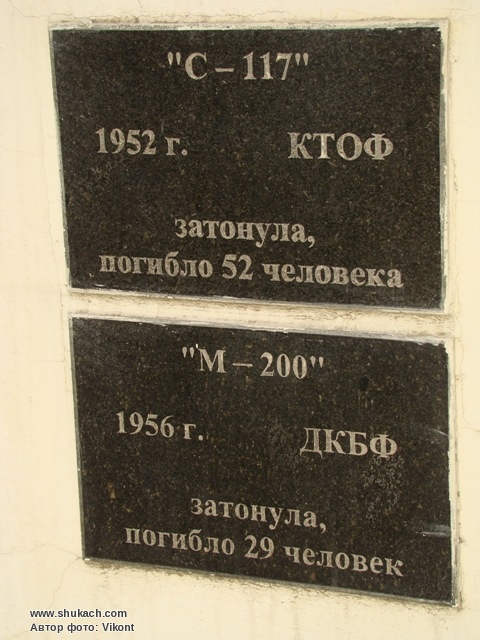 "С – 117"
1952 г. КТОФ
затонула,
погибло 52 человека
"М – 200"
1956 г. ДКБФ
затонула,
погибло 29 человек
www.shukach.com
Автор фото: Vikont